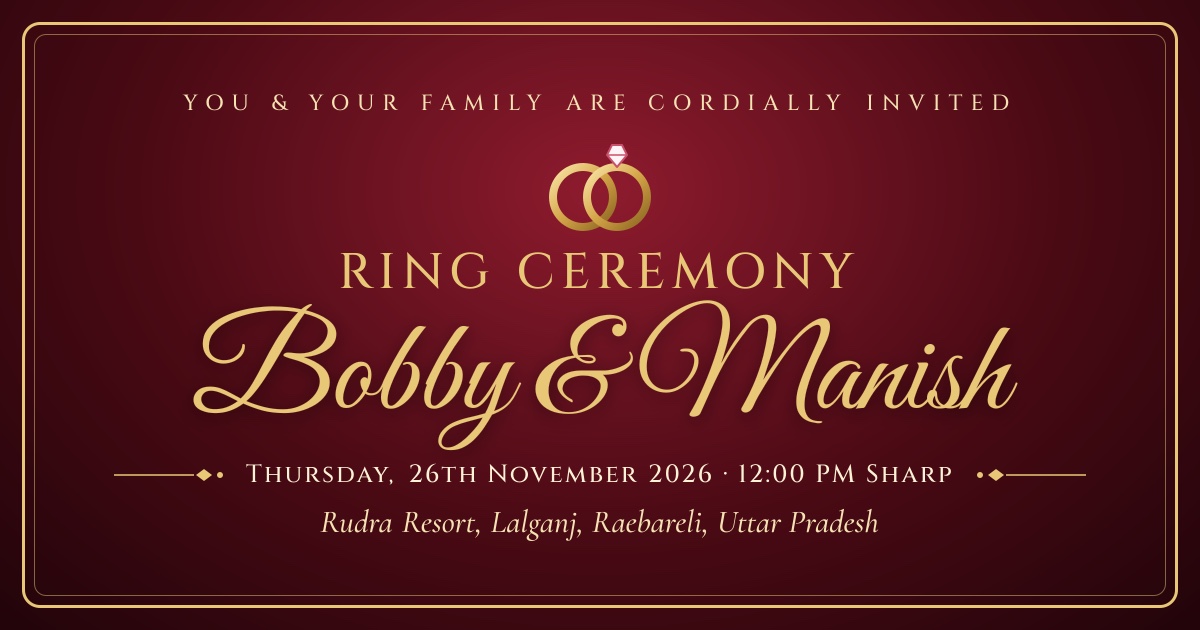 YOU & YOUR FAMILY ARE CORDIALLY INVITED
RING CEREMONY
Bobby & Manish
Thursday, 26th November 2026 · 12:00 PM Sharp
Rudra Resort, Lalganj, Raebareli, Uttar Pradesh